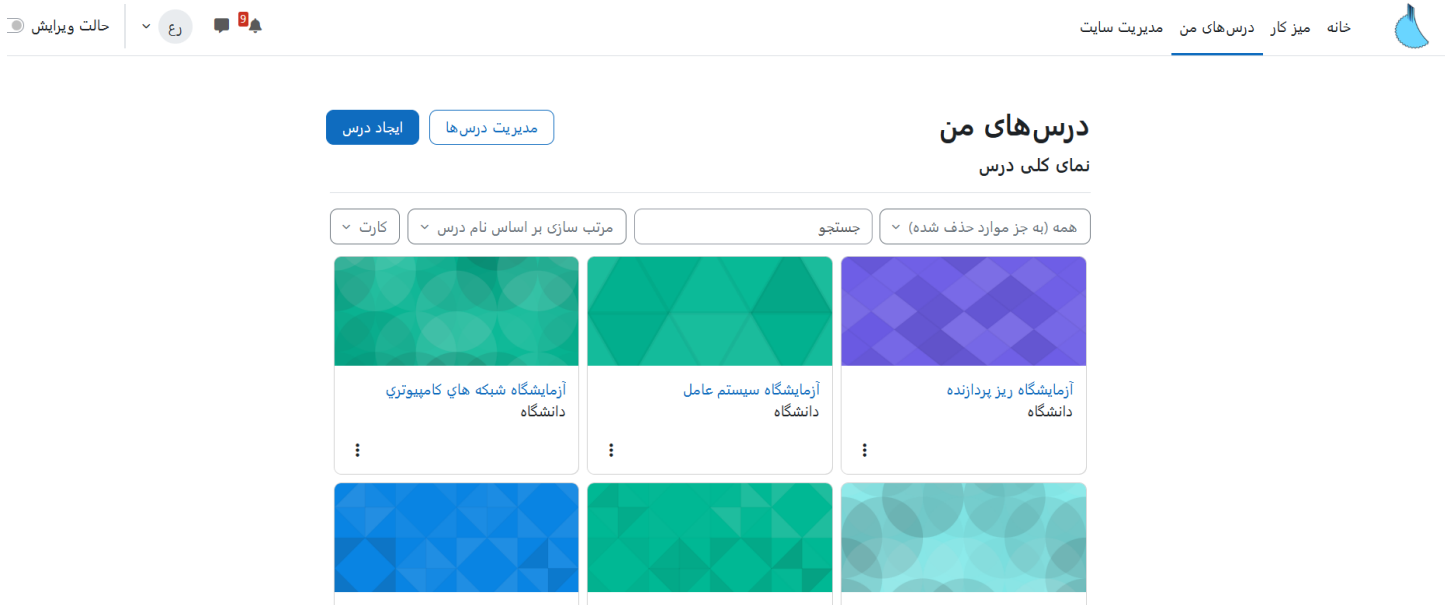 خانه میز کار درس‌های من مدیریت سایت
9 رع حالت ویرایش
درس‌های من
مدیریت درس‌ها ایجاد درس
نمای کلی درس
همه (به جز موارد حذف شده) جستجو مرتب سازی بر اساس نام درس کارت
آزمایشگاه ریز پردازنده
دانشگاه
آزمایشگاه سیستم عامل
دانشگاه
آزمایشگاه شبکه هاي کامپیوتري
دانشگاه